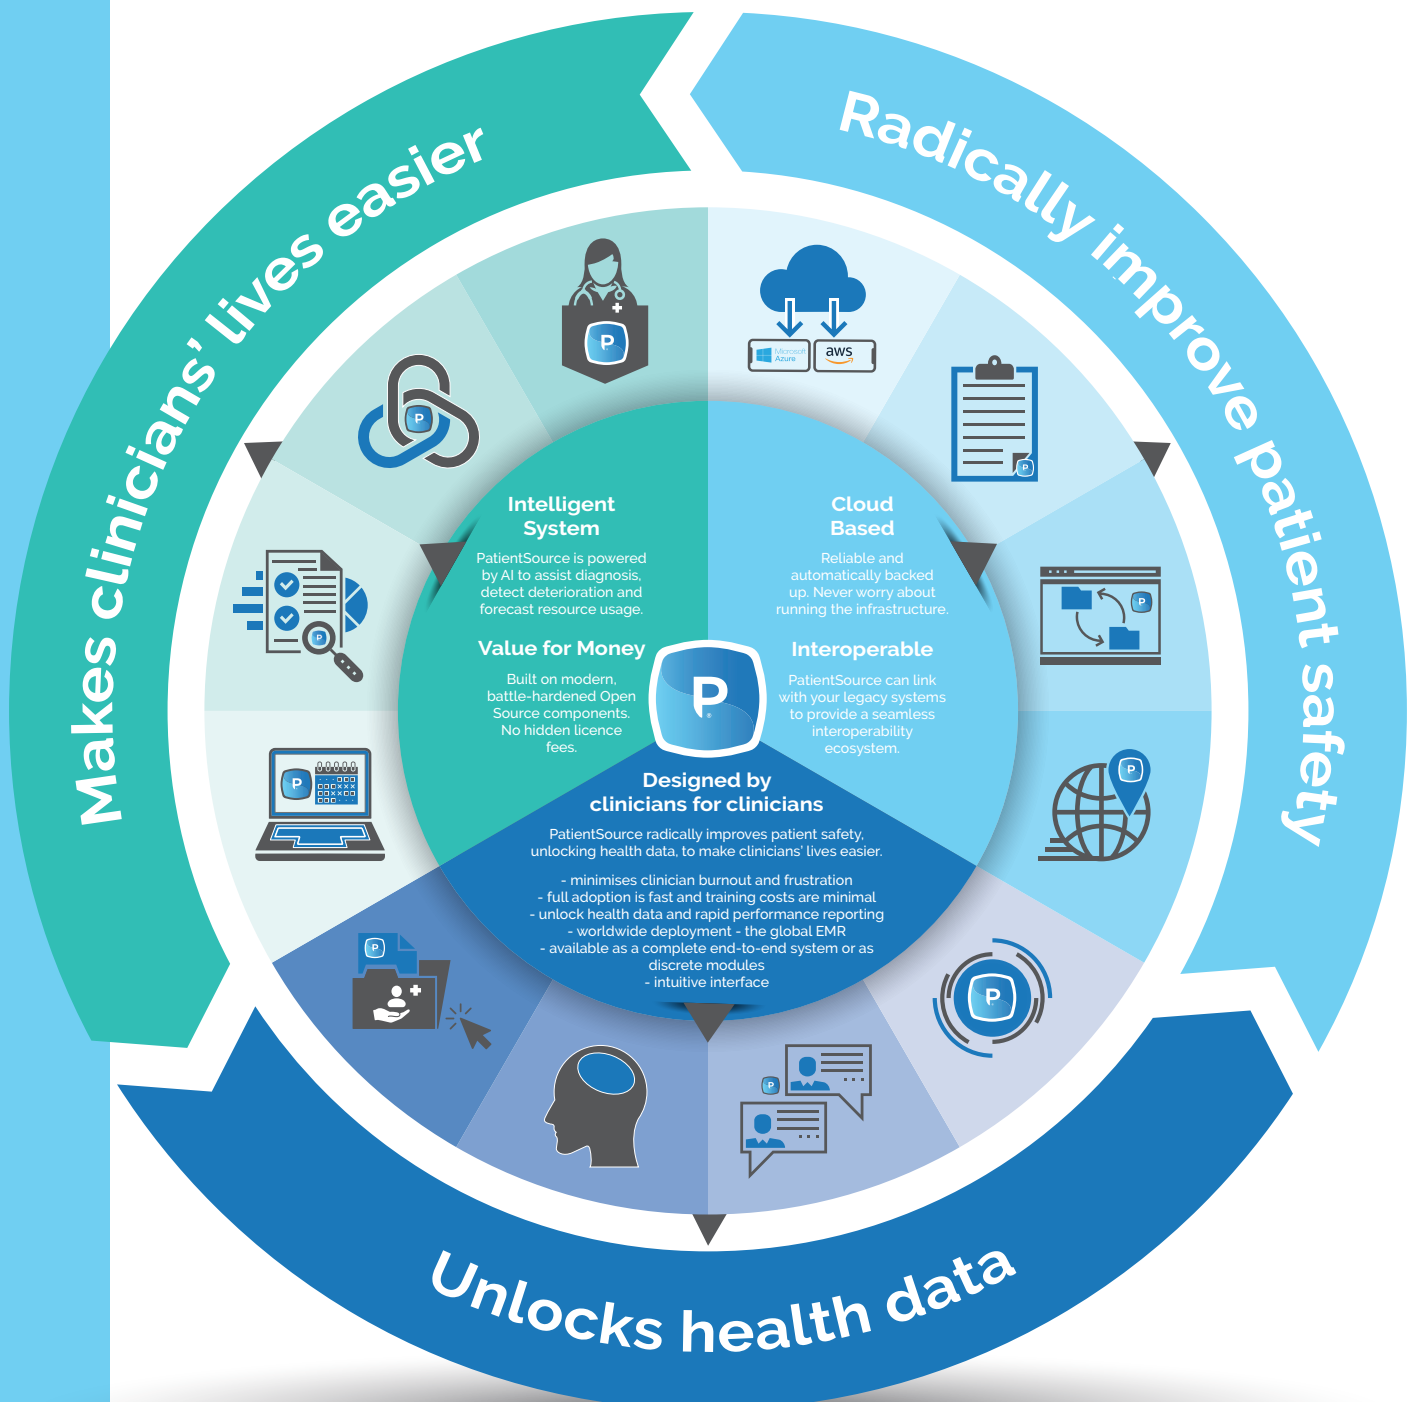 Makes clinicians' lives easier
Radically improve patient safety
Unlocks health data
Microsoft
Azure
aws
Intelligent
System
PatientSource is powered
by AI to assist diagnosis,
detect deterioration and
forecast resource usage.
Value for Money
Built on modern,
battle-hardened Open
Source components.
No hidden licence
fees.
Cloud
Based
Reliable and
automatically backed
up. Never worry about
running the infrastructure.
Interoperable
PatientSource can link
with your legacy systems
to provide a seamless
interoperability
ecosystem.
P
®
Designed by
clinicians for clinicians
PatientSource radically improves patient safety,
unlocking health data, to make clinicians' lives easier.
- minimises clinician burnout and frustration
- full adoption is fast and training costs are minimal
- unlock health data and rapid performance reporting
- worldwide deployment - the global EMR
- available as a complete end-to-end system or as
discrete modules
- intuitive interface
P
P
P
P
P
P
P
P
P
P